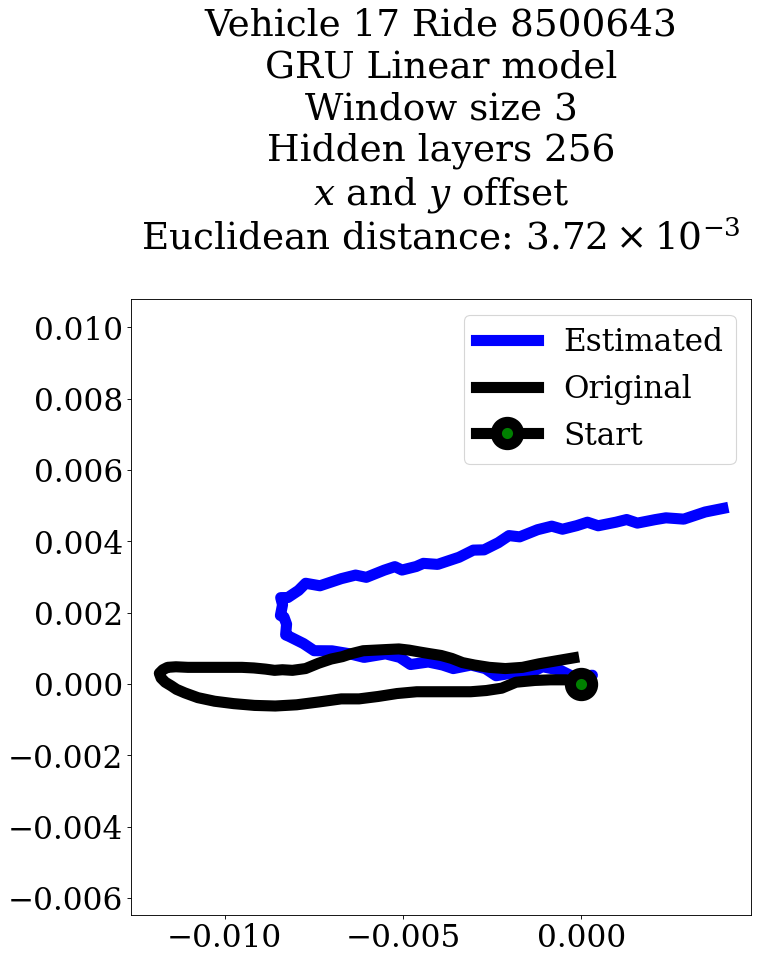 Vehicle 17 Ride 8500643
GRU Linear model
Window size 3
Hidden layers 256
x and y offset
Euclidean distance: 3.72 × 10⁻³
Estimated
Original
Start
0.010
0.008
0.006
0.004
0.002
0.000
−0.002
−0.004
−0.006
−0.010 −0.005 0.000